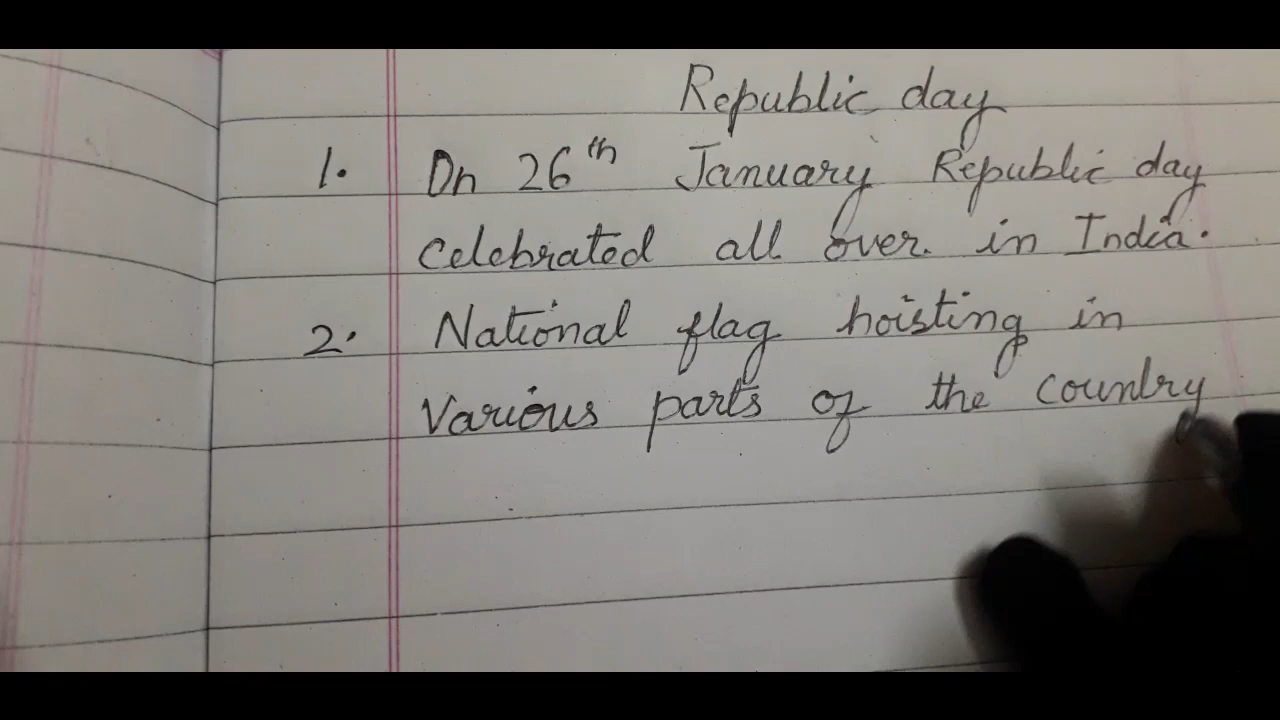 Republic day
1. On 26th January Republic day
celebrated all over in India.
2. National flag hoisting in
various parts of the country